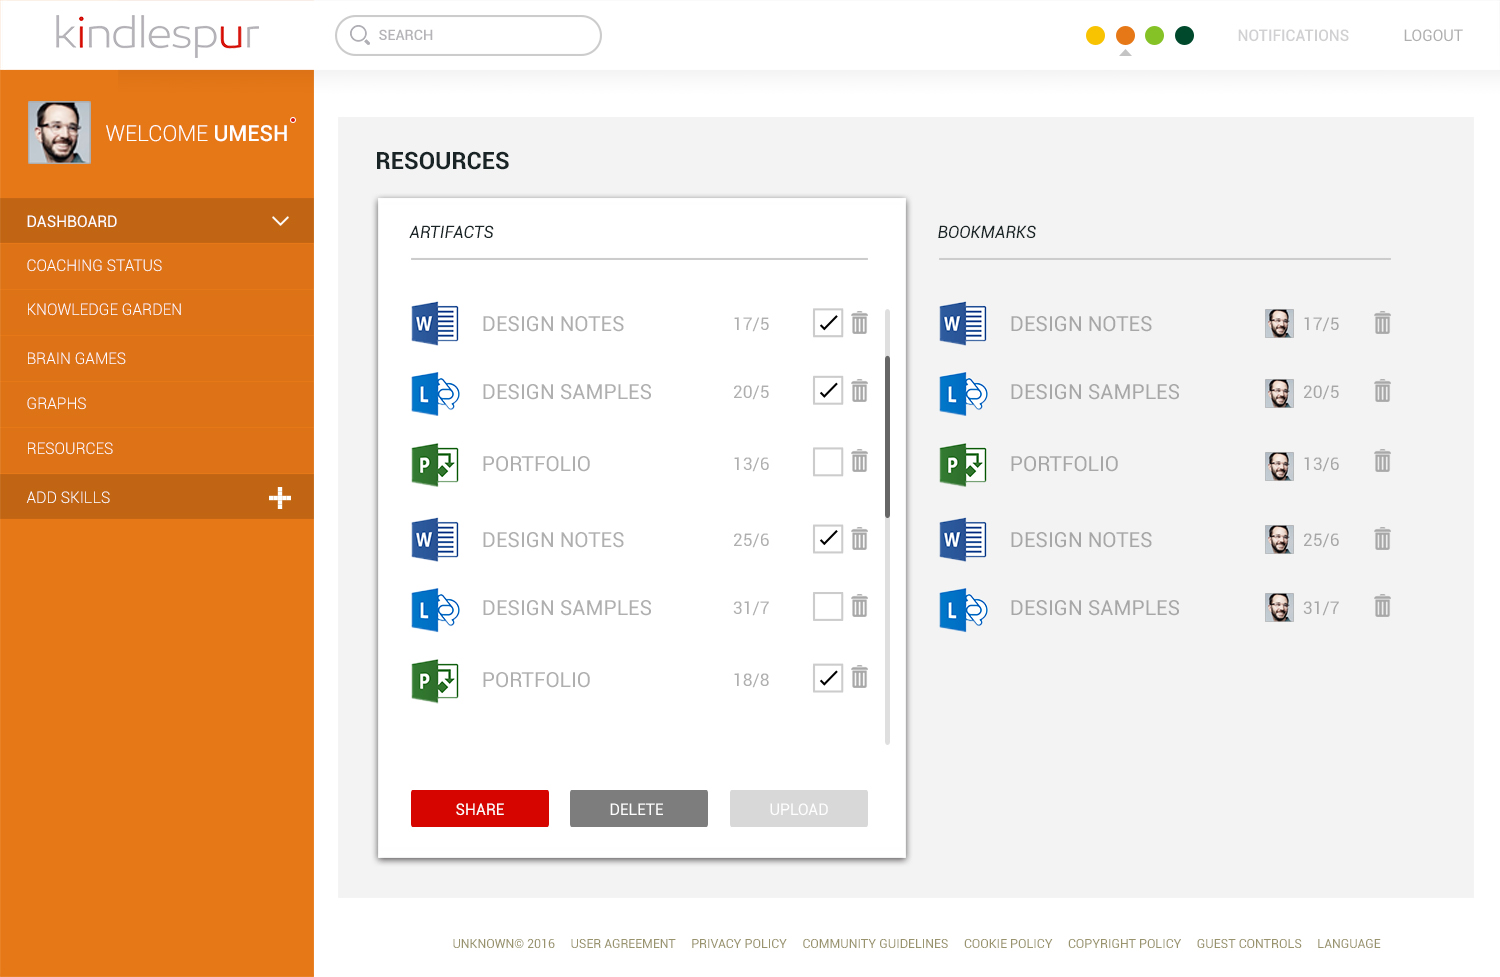 kindlespur
SEARCH
NOTIFICATIONS
LOGOUT
WELCOME UMESH
DASHBOARD
COACHING STATUS
KNOWLEDGE GARDEN
BRAIN GAMES
GRAPHS
RESOURCES
ADD SKILLS
RESOURCES
ARTIFACTS
W DESIGN NOTES 17/5
L DESIGN SAMPLES 20/5
P PORTFOLIO 13/6
W DESIGN NOTES 25/6
L DESIGN SAMPLES 31/7
P PORTFOLIO 18/8
SHARE DELETE UPLOAD
BOOKMARKS
W DESIGN NOTES 17/5
L DESIGN SAMPLES 20/5
P PORTFOLIO 13/6
W DESIGN NOTES 25/6
L DESIGN SAMPLES 31/7
UNKNOWN© 2016 USER AGREEMENT PRIVACY POLICY COMMUNITY GUIDELINES COOKIE POLICY COPYRIGHT POLICY GUEST CONTROLS LANGUAGE